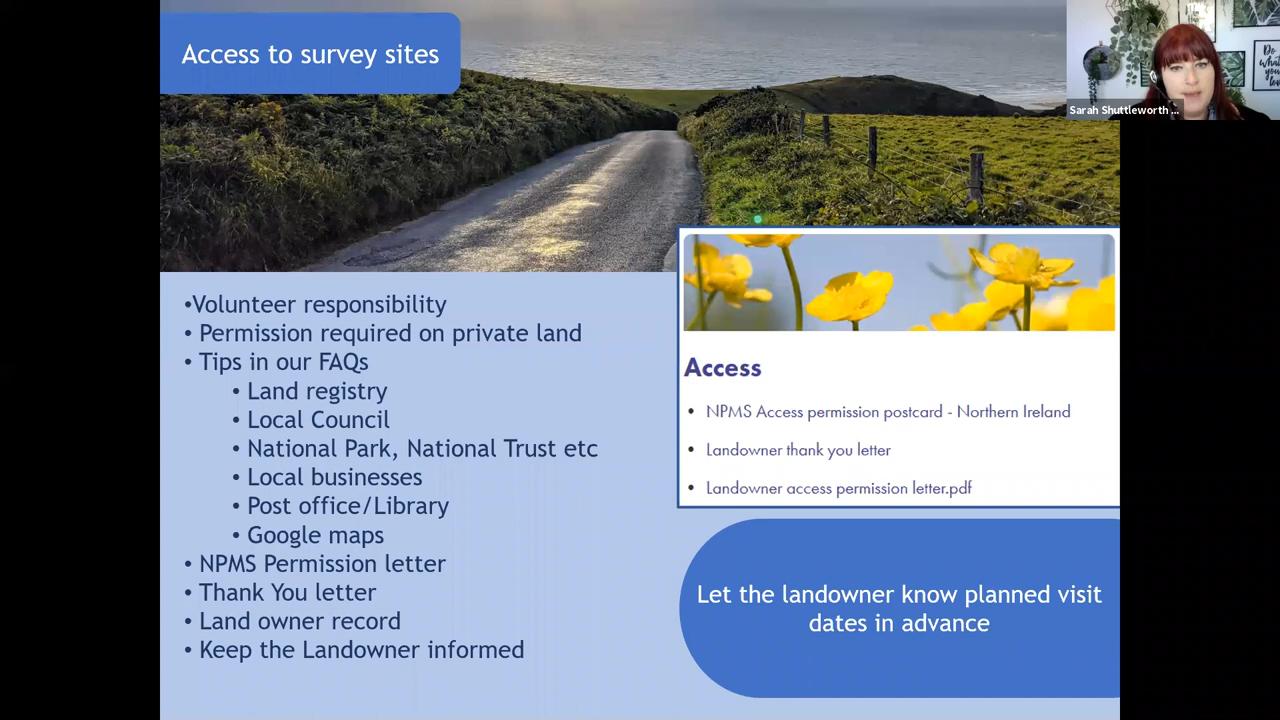 Access to survey sites
Sarah Shuttleworth ...
•Volunteer responsibility
• Permission required on private land
• Tips in our FAQs
• Land registry
• Local Council
• National Park, National Trust etc
• Local businesses
• Post office/Library
• Google maps
• NPMS Permission letter
• Thank You letter
• Land owner record
• Keep the Landowner informed
Access
• NPMS Access permission postcard - Northern Ireland
• Landowner thank you letter
• Landowner access permission letter.pdf
Let the landowner know planned visit
dates in advance